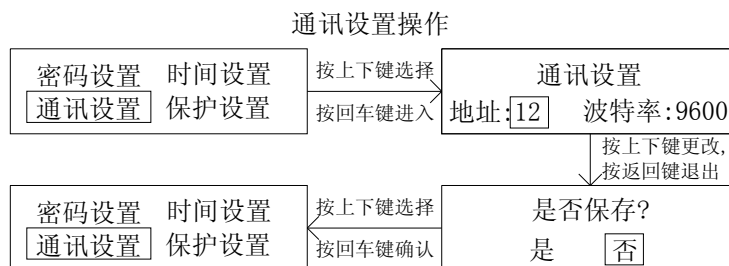 通讯设置操作
密码设置 时间设置
通讯设置 保护设置
按上下键选择
按回车键进入
通讯设置
地址:12 波特率:9600
按上下键更改,
按返回键退出
是否保存?
是 否
按上下键选择
按回车键确认
密码设置 时间设置
通讯设置 保护设置